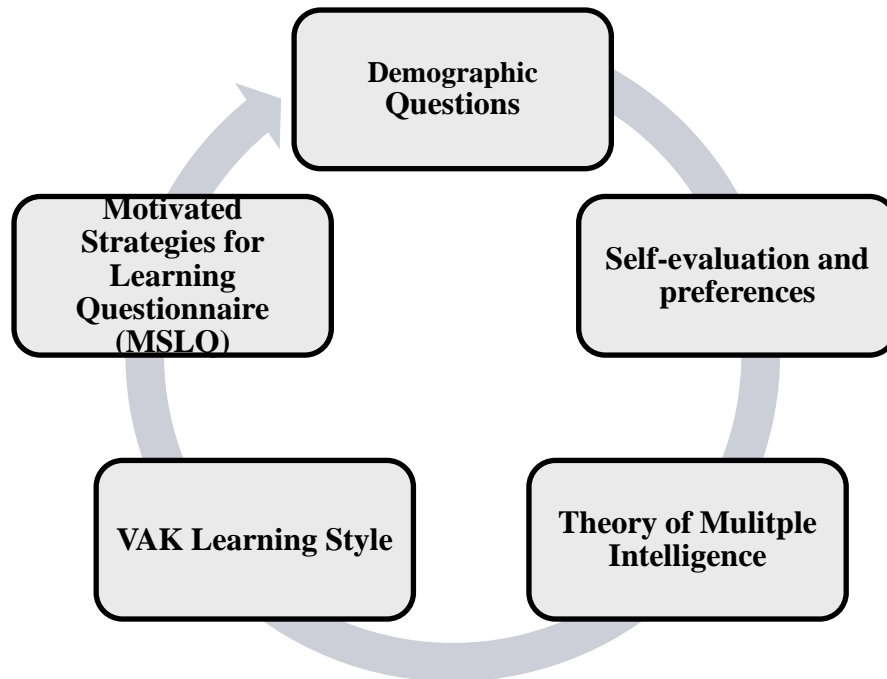 Demographic
Questions
Self-evaluation and
preferences
Theory of Mulitple
Intelligence
VAK Learning Style
Motivated
Strategies for
Learning
Questionnaire
(MSLQ)